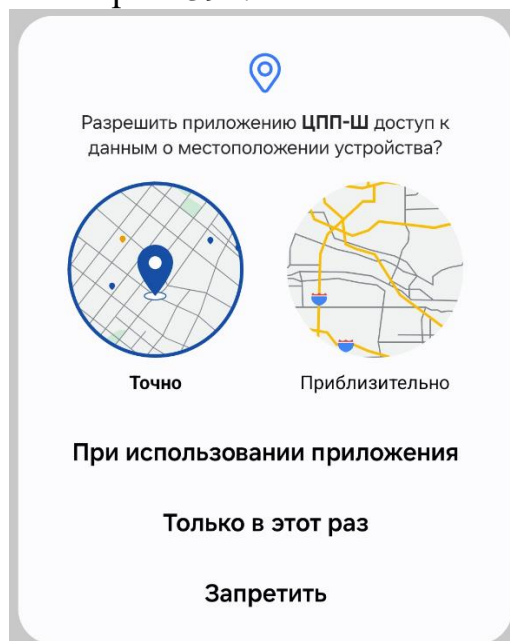 Разрешить приложению ЦПП-Ш доступ к
данным о местоположении устройства?
Точно
Приблизительно
При использовании приложения
Только в этот раз
Запретить